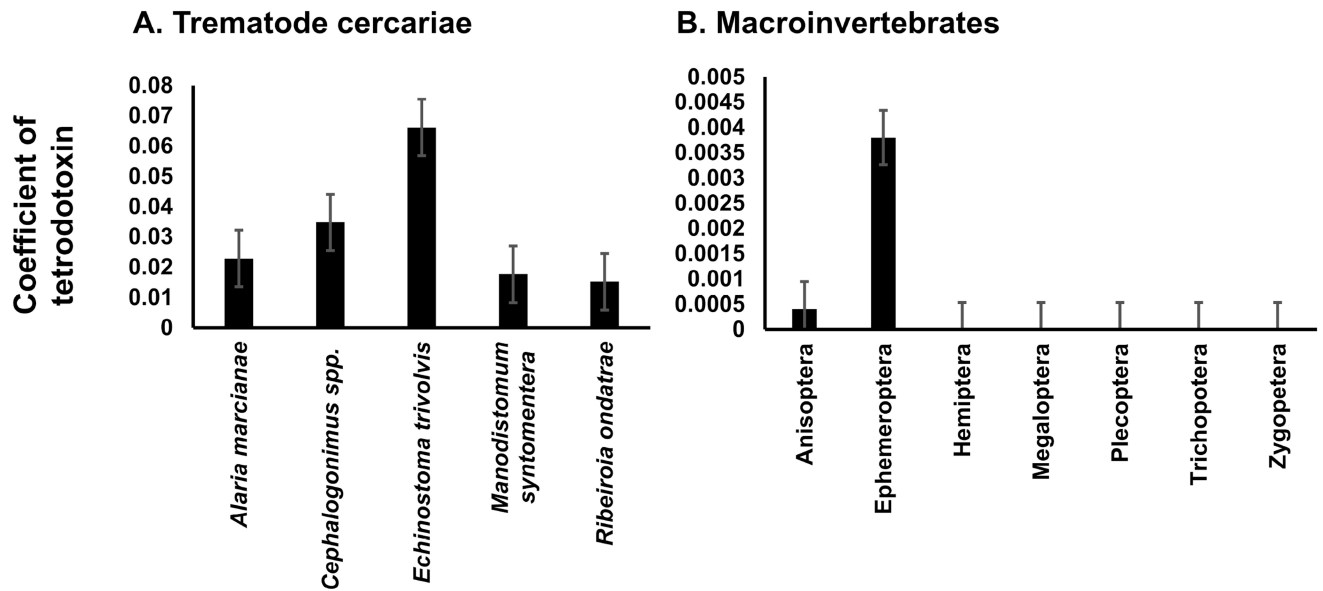 A. Trematode cercariae
B. Macroinvertebrates
Coefficient of
tetrodotoxin
0.08
0.07
0.06
0.05
0.04
0.03
0.02
0.01
0
Alaria marcianae
Cephalogonimus spp.
Echinostoma trivolvis
Manodistomum
syntomentera
Ribeiroia ondatrae
0.005
0.0045
0.004
0.0035
0.003
0.0025
0.002
0.0015
0.001
0.0005
0
Anisoptera
Ephemeroptera
Hemiptera
Megaloptera
Plecoptera
Trichopotera
Zygopetera